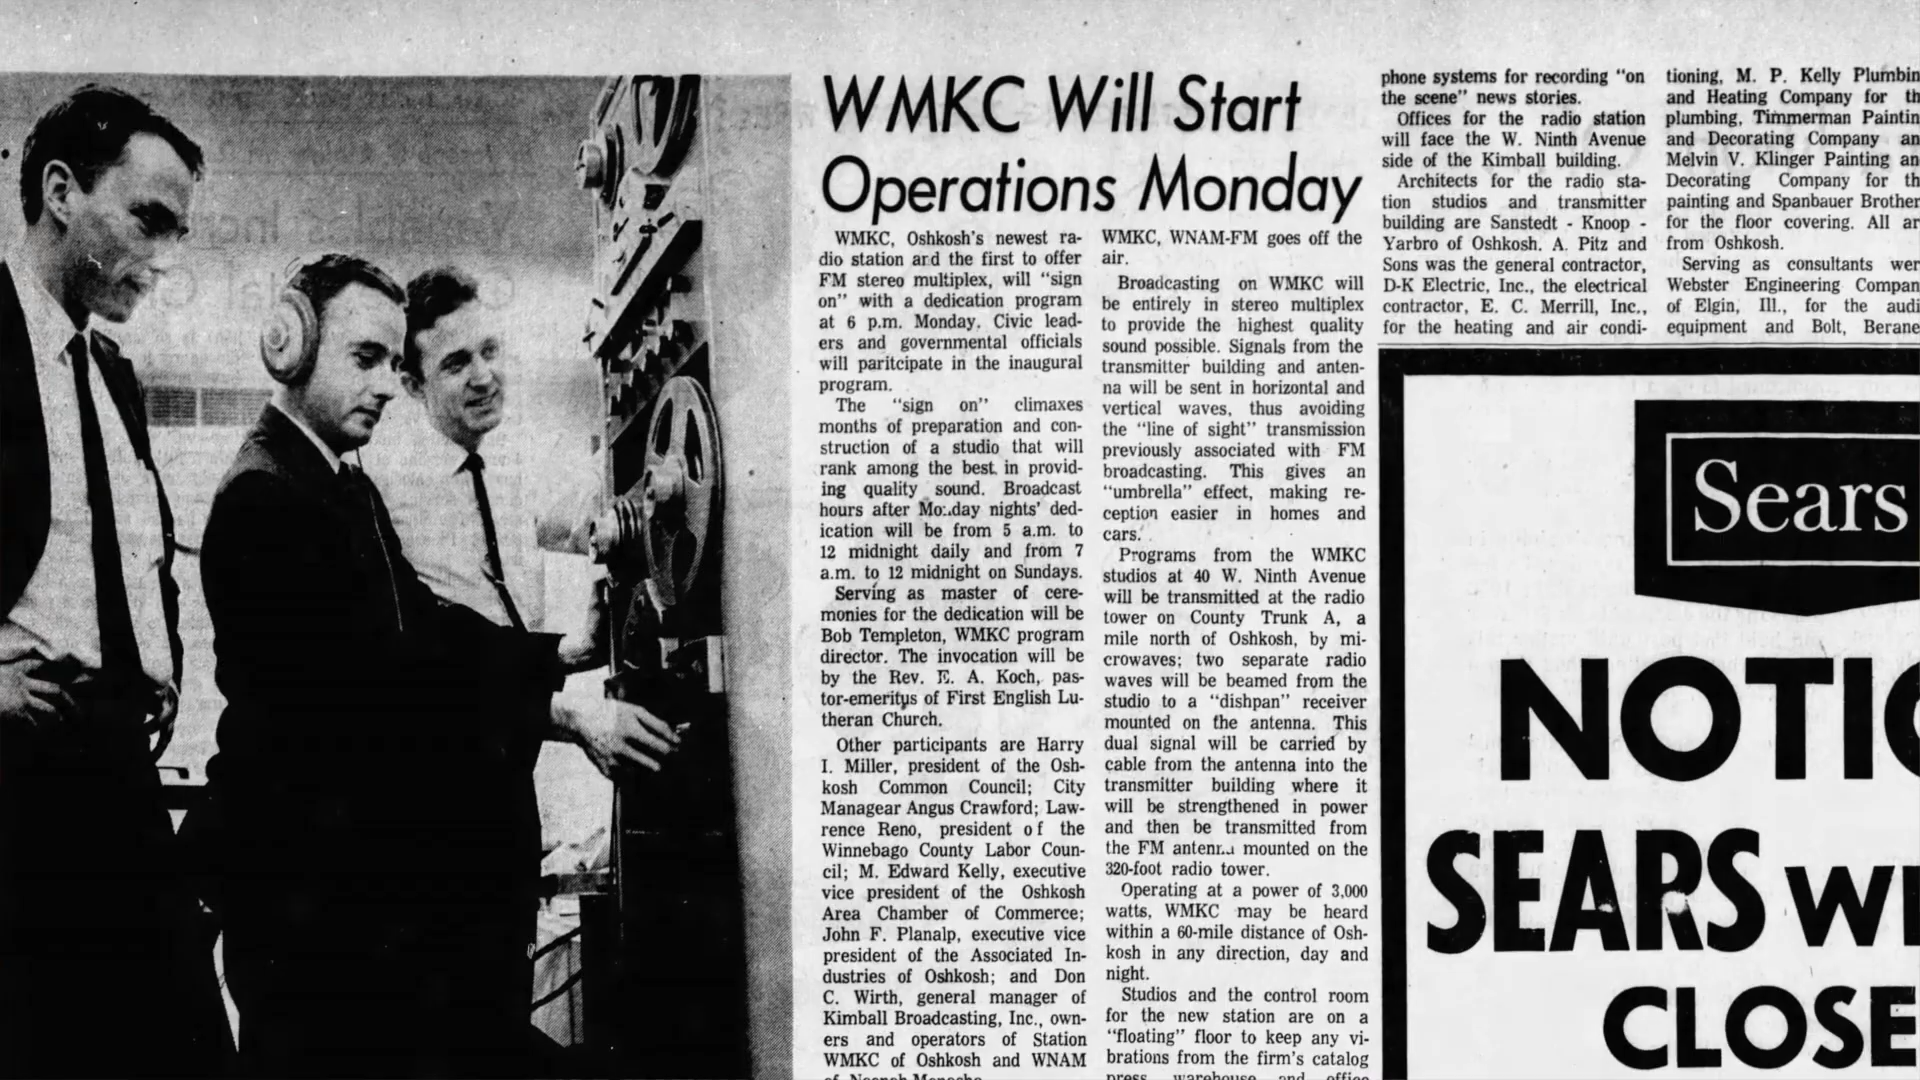 WMKC Will Start
Operations Monday
WMKC, Oshkosh's newest ra-
dio station ard the first to offer
FM stereo multiplex, will "sign
on" with a dedication program
at 6 p.m. Monday. Civic lead-
ers and governmental officials
will paritcipate in the inaugural
program.
The "sign on" climaxes
months of preparation and con-
struction of a studio that will
rank among the best in provid-
ing quality sound. Broadcast
hours after Monday nights' ded-
ication will be from 5 a.m. to
12 midnight daily and from 7
a.m. to 12 midnight on Sundays.
Serving as master of cere-
monies for the dedication will be
Bob Templeton, WMKC program
director. The invocation will be
by the Rev. E. A. Koch, pas-
tor-emeritys of First English Lu-
theran Church.
Other participants are Harry
I. Miller, president of the Osh-
kosh Common Council; City
Managear Angus Crawford; Law-
rence Reno, president of the
Winnebago County Labor Coun-
cil; M. Edward Kelly, executive
vice president of the Oshkosh
Area Chamber of Commerce;
John F. Planalp, executive vice
president of the Associated In-
dustries of Oshkosh; and Don
C. Wirth, general manager of
Kimball Broadcasting, Inc., own-
ers and operators of Station
WMKC of Oshkosh and WNAM
WMKC, WNAM-FM goes off the
air.
Broadcasting on WMKC will
be entirely in stereo multiplex
to provide the highest quality
sound possible. Signals from the
transmitter building and anten-
na will be sent in horizontal and
vertical waves, thus avoiding
the "line of sight" transmission
previously associated with FM
broadcasting. This gives an
"umbrella" effect, making re-
ception easier in homes and
cars.
Programs from the WMKC
studios at 40 W. Ninth Avenue
will be transmitted at the radio
tower on County Trunk A, a
mile north of Oshkosh, by mi-
crowaves; two separate radio
waves will be beamed from the
studio to a "dishpan" receiver
mounted on the antenna. This
dual signal will be carried by
cable from the antenna into the
transmitter building where it
will be strengthened in power
and then be transmitted from
the FM antenna mounted on the
320-foot radio tower.
Operating at a power of 3,000
watts, WMKC may be heard
within a 60-mile distance of Osh-
kosh in any direction, day and
night.
Studios and the control room
for the new station are on a
"floating" floor to keep any vi-
brations from the firm's catalog
press, warehouse and office
phone systems for recording "on
the scene" news stories.
Offices for the radio station
will face the W. Ninth Avenue
side of the Kimball building.
Architects for the radio sta-
tion studios and transmitter
building are Sanstedt - Knoop -
Yarbro of Oshkosh. A. Pitz and
Sons was the general contractor,
D-K Electric, Inc., the electrical
contractor, E. C. Merrill, Inc.,
for the heating and air condi-
tioning, M. P. Kelly Plumbin
and Heating Company for th
plumbing, Timmerman Paintin
and Decorating Company an
Melvin V. Klinger Painting an
Decorating Company for th
painting and Spanbauer Brother
for the floor covering. All ar
from Oshkosh.
Serving as consultants wer
Webster Engineering Compan
of Elgin, Ill., for the audi
equipment and Bolt, Berane
Sears
NOTIC
SEARS WI
CLOSE